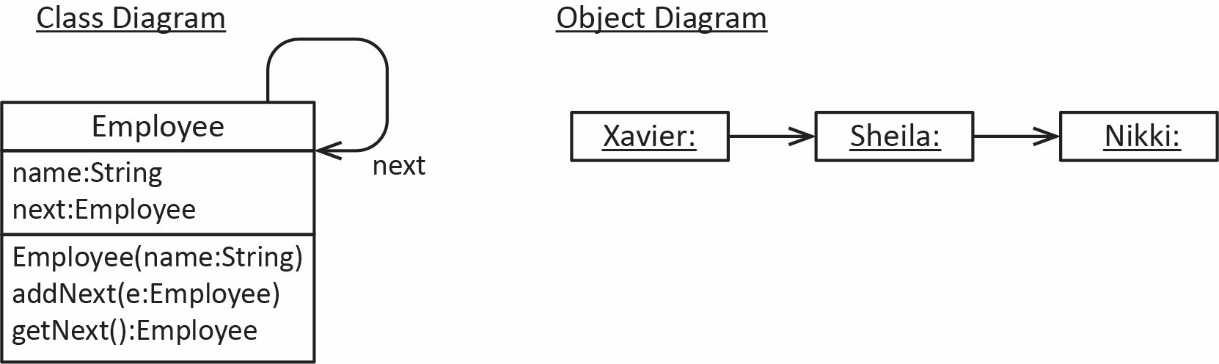 Class Diagram
Employee
next
name:String
next:Employee
Employee(name:String)
addNext(e:Employee)
getNext():Employee
Object Diagram
Xavier:
Sheila:
Nikki: